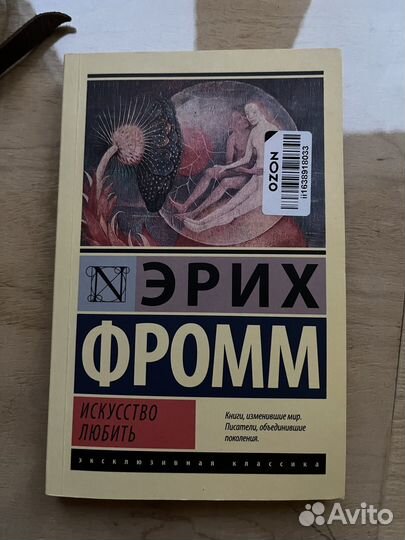 OZON
ii1638918033
N ЭРИХ
ФРОММ
ИСКУССТВО
ЛЮБИТЬ
Книги, изменившие мир.
Писатели, объединившие
поколения.
эксклюзивная классика
Avito